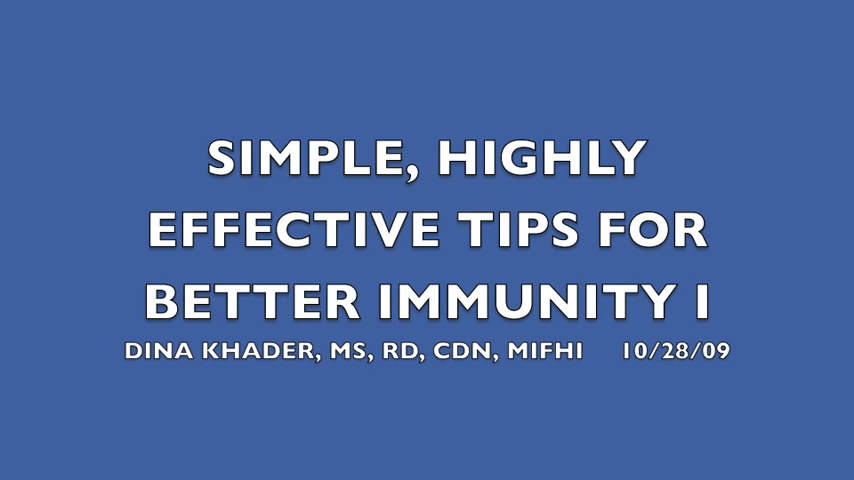 SIMPLE, HIGHLY
EFFECTIVE TIPS FOR
BETTER IMMUNITY I
DINA KHADER, MS, RD, CDN, MIFHI 10/28/09